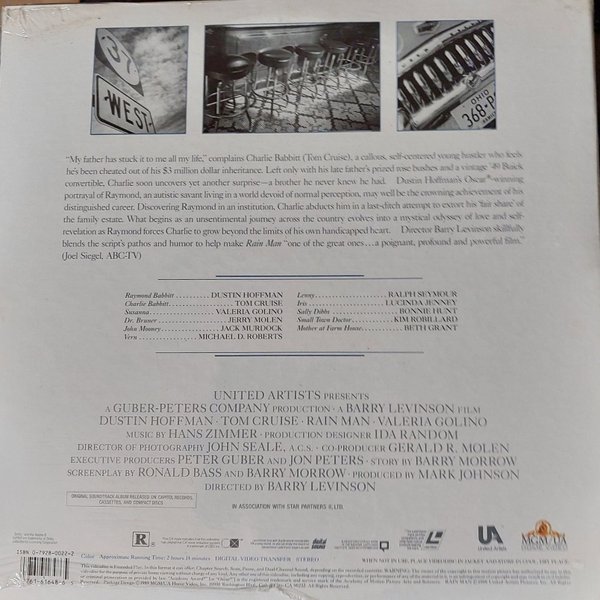 37
WEST
OHIO
368·P
"My father has stuck it to me all my life," complains Charlie Babbitt (Tom Cruise), a callous, self-centered young hustler who feels
he's been cheated out of his $3 million dollar inheritance. Left only with his late father's prized rose bushes and a vintage '49 Buick
convertible, Charlie soon uncovers yet another surprise—a brother he never knew he had. Dustin Hoffman's Oscar®-winning
portrayal of Raymond, an autistic savant living in a world devoid of normal perception, may well be the crowning achievement of his
distinguished career. Discovering Raymond in an institution, Charlie abducts him in a last-ditch attempt to extort his 'fair share' of
the family estate. What begins as an unsentimental journey across the country evolves into a mystical odyssey of love and self-
revelation as Raymond forces Charlie to grow beyond the limits of his own handicapped heart. Director Barry Levinson skillfully
blends the script's pathos and humor to help make Rain Man "one of the great ones...a poignant, profound and powerful film."
(Joel Siegel, ABC-TV)
Raymond Babbitt .......... DUSTIN HOFFMAN
Charlie Babbitt .......... TOM CRUISE
Susanna .......... VALERIA GOLINO
Dr. Bruner .......... JERRY MOLEN
John Mooney .......... JACK MURDOCK
Vern .......... MICHAEL D. ROBERTS
Lenny .......... RALPH SEYMOUR
Iris .......... LUCINDA JENNEY
Sally Dibbs .......... BONNIE HUNT
Small Town Doctor .......... KIM ROBILLARD
Mother at Farm House .......... BETH GRANT
UNITED ARTISTS PRESENTS
A GUBER-PETERS COMPANY PRODUCTION · A BARRY LEVINSON FILM
DUSTIN HOFFMAN · TOM CRUISE · RAIN MAN · VALERIA GOLINO
MUSIC BY HANS ZIMMER · PRODUCTION DESIGNER IDA RANDOM
DIRECTOR OF PHOTOGRAPHY JOHN SEALE, A.C.S. · CO-PRODUCER GERALD R. MOLEN
EXECUTIVE PRODUCERS PETER GUBER AND JON PETERS · STORY BY BARRY MORROW
SCREENPLAY BY RONALD BASS AND BARRY MORROW · PRODUCED BY MARK JOHNSON
DIRECTED BY BARRY LEVINSON
ORIGINAL SOUNDTRACK ALBUM RELEASED ON CAPITOL RECORDS,
CASSETTES, AND COMPACT DISCS
IN ASSOCIATION WITH STAR PARTNERS II, LTD.
ISBN 0-7928-0022-2
R
UA
United Artists
MGM/UA
HOME VIDEO
Color Approximate Running Time: 2 hours 14 minutes DIGITAL VIDEO TRANSFER STEREO
WHEN NOT IN USE, PLACE VIDEODISC IN JACKET AND STORE IN COOL, DRY PLACE.